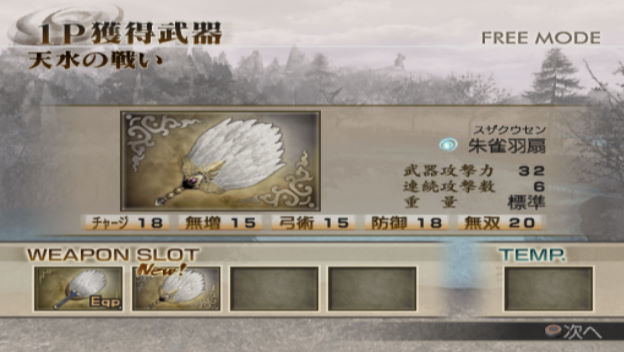 1P獲得武器
天水の戦い
FREE MODE
スザクウセン
朱雀羽扇
武器攻撃力 32
連続攻撃数 6
重量 標準
チャージ 18 無増 15 弓術 15 防御 18 無双 20
WEAPON SLOT
TEMP.
New!
Eqp
次へ